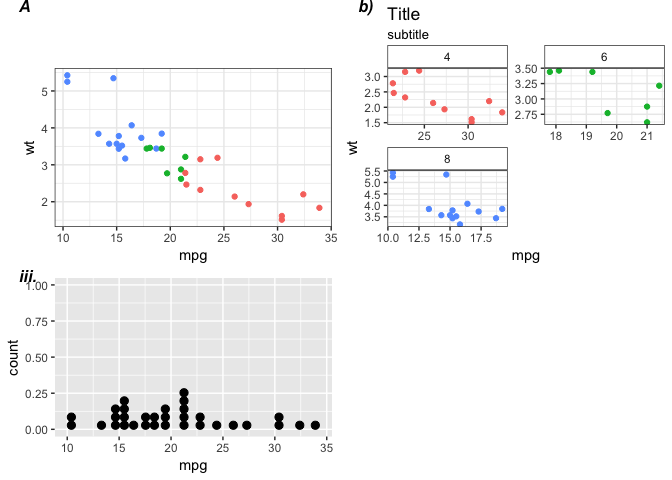 A
5
4
3
2
wt
10 15 20 25 30 35
mpg
b)
Title
subtitle
4
3.0
2.5
2.0
1.5
25 30
6
3.50
3.25
3.00
2.75
18 19 20 21
wt
8
5.5
5.0
4.5
4.0
3.5
10.0 12.5 15.0 17.5
mpg
iii.
1.00
0.75
0.50
0.25
0.00
count
10 15 20 25 30 35
mpg